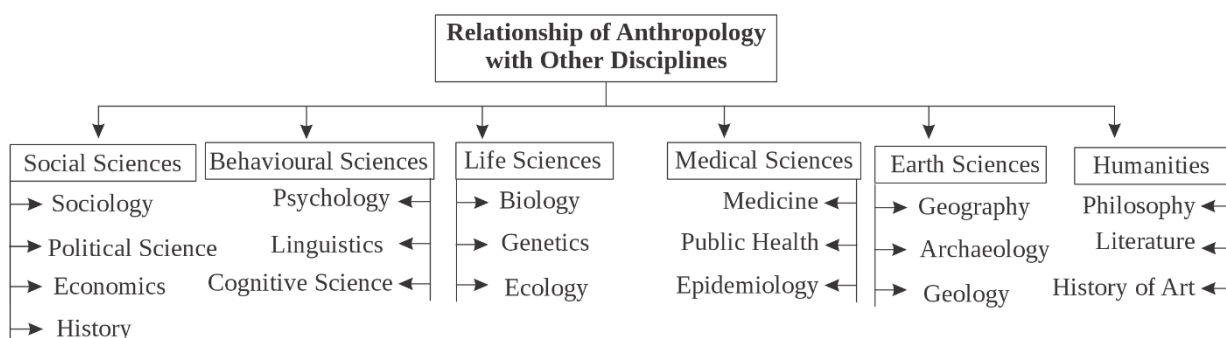 Relationship of Anthropology
with Other Disciplines
Social Sciences
Sociology
Political Science
Economics
History
Behavioural Sciences
Psychology
Linguistics
Cognitive Science
Life Sciences
Biology
Genetics
Ecology
Medical Sciences
Medicine
Public Health
Epidemiology
Earth Sciences
Geography
Archaeology
Geology
Humanities
Philosophy
Literature
History of Art